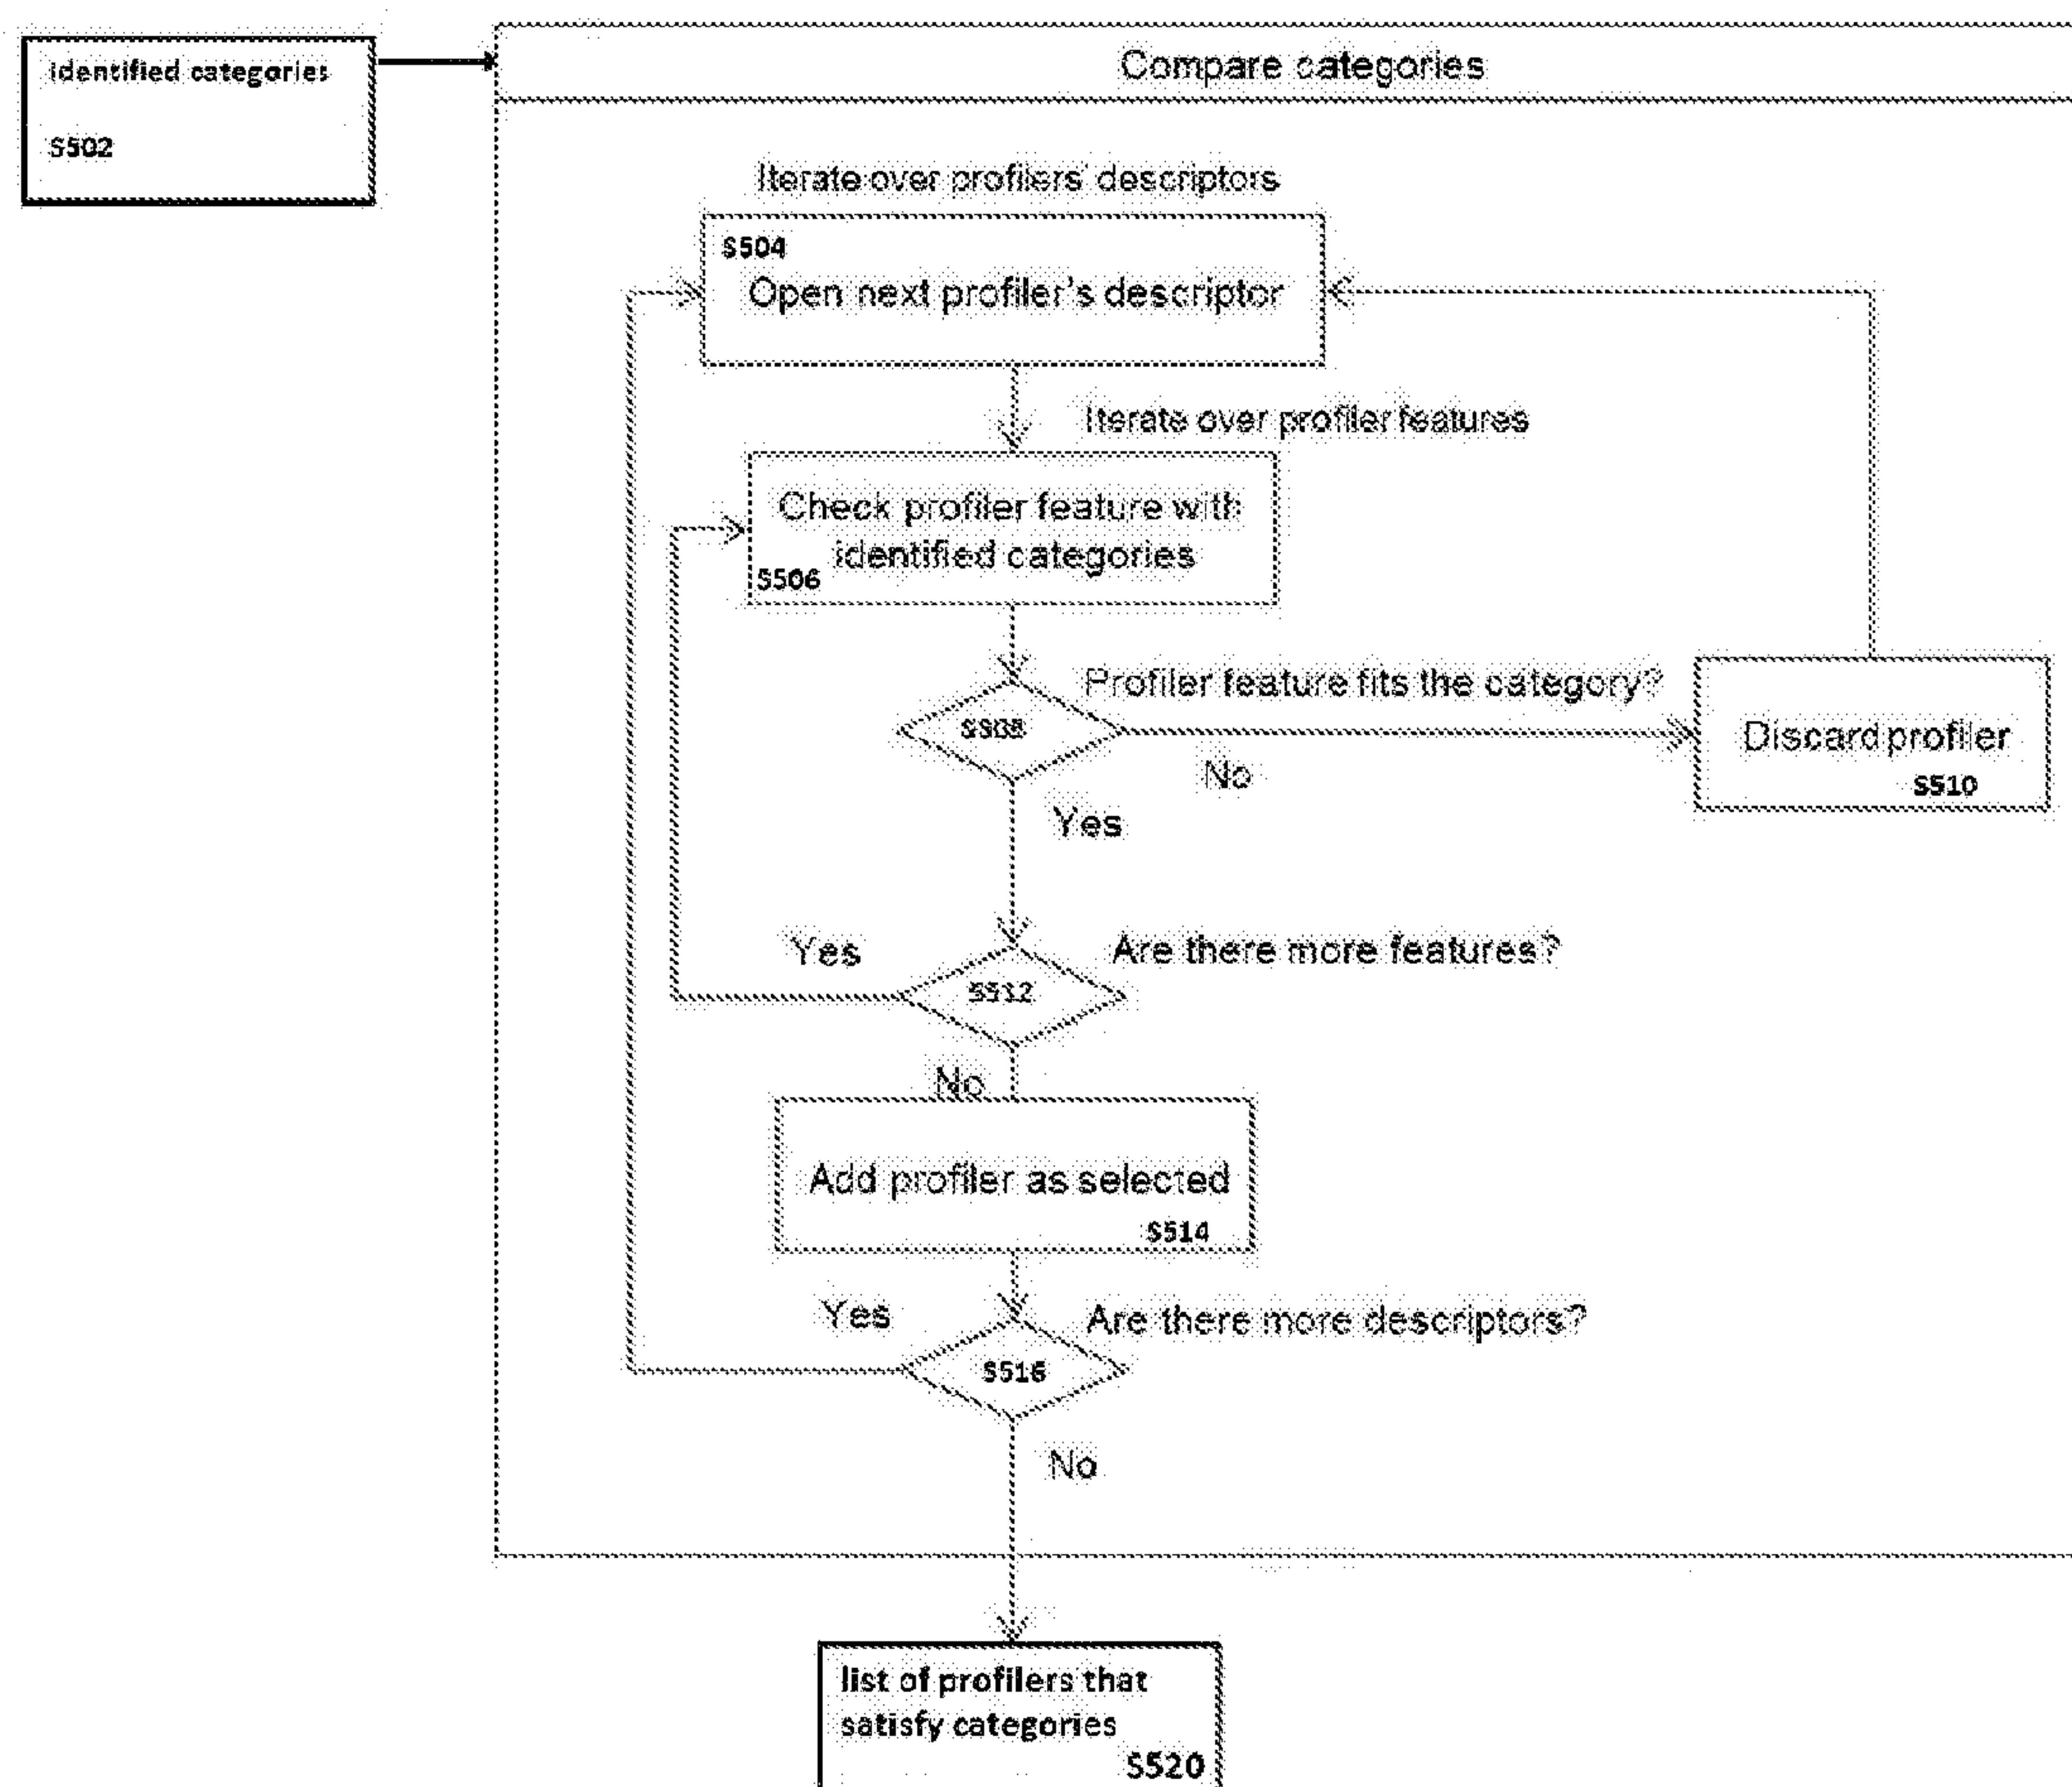 Identified categories
S502
Compare categories
Iterate over profilers' descriptors
S504
Open next profiler's descriptor
Iterate over profiler features
Check profiler feature with
identified categories
S506
Profiler feature fits the category?
S508
No
Discard profiler
S510
Yes
Yes
Are there more features?
S512
No
Add profiler as selected
S514
Yes
Are there more descriptors?
S516
No
list of profilers that
satisfy categories
S520